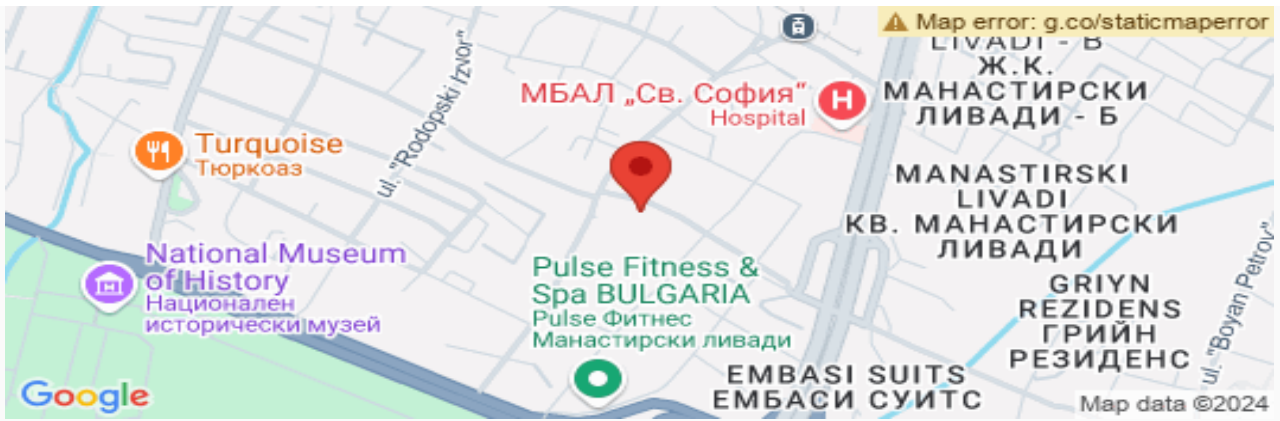 Map error: g.co/staticmaperror
LIVADI - B
Ж.К.
МАНАСТИРСКИ
ЛИВАДИ - Б
МБАЛ „Св. София“
Hospital
H
ul. "Rodopski Izvor"
Turquoise
Тюркоаз
MANASTIRSKI
LIVADI
КВ. МАНАСТИРСКИ
ЛИВАДИ
National Museum
of History
Национален
исторически музей
Pulse Fitness &
Spa BULGARIA
Pulse Фитнес
Манастирски ливади
GRIYN
REZIDENS
ГРИЙН
РЕЗИДЕНС
ul. "Boyan Petrov"
EMBASI SUITS
ЕМБАСИ СУИТС
Google
Map data ©2024